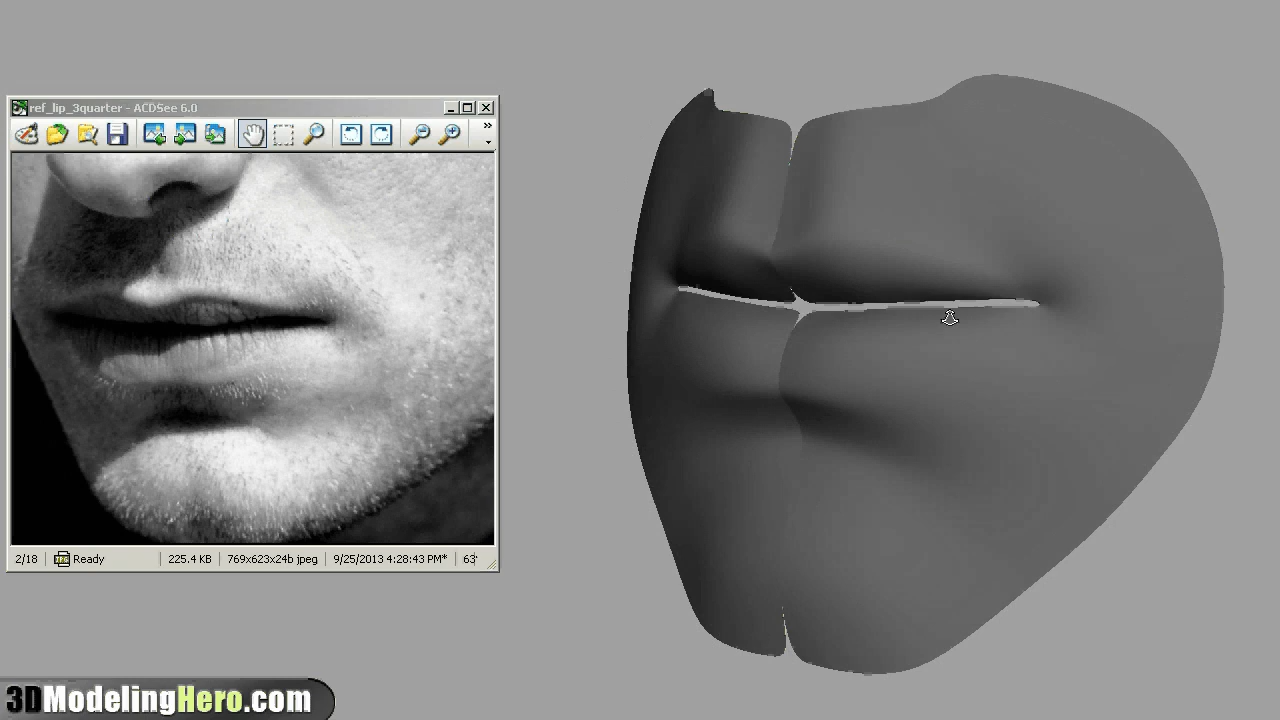 ref_lip_3quarter - ACDSee 6.0
»
2/18 Ready 225.4 KB 769x623x24b jpeg 9/25/2013 4:28:43 PM* 63
3DModelingHero.com